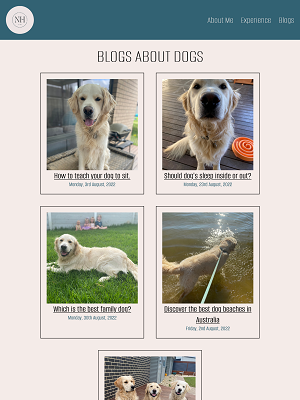 NH
About Me Experience Blogs
BLOGS ABOUT DOGS
How to teach your dog to sit.
Monday, 3rd August, 2022
Should dog's sleep inside or out?
Monday, 23rd August, 2022
Which is the best family dog?
Monday, 30th August, 2022
Discover the best dog beaches in
Australia
Friday, 2nd August, 2022